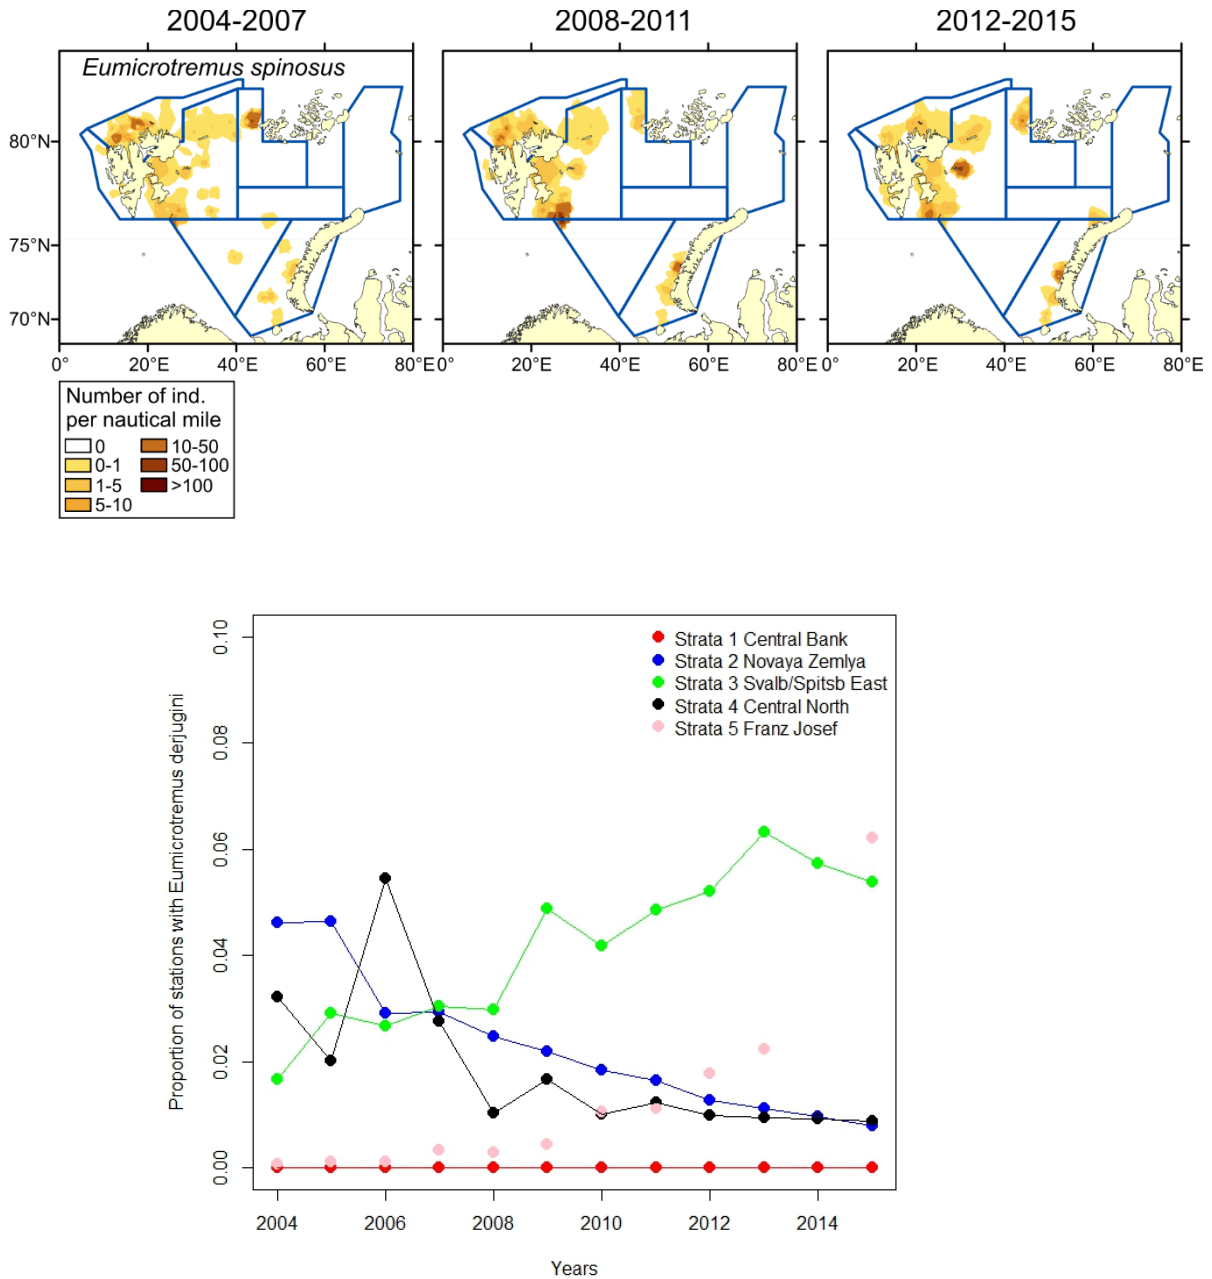 2004-2007 2008-2011 2012-2015
Eumicrotremus spinosus
80°N
75°N
70°N
0 20°E 40°E 60°E 80°E 0° 20°E 40°E 60°E 80°E 0° 20°E 40°E 60°E 80°E
Number of ind.
per nautical mile
0 10-50
0-1 50-100
1-5 >100
5-10
Proportion of stations with Eumicrotremus derjugini
0.10
0.08
0.06
0.04
0.02
0.00
Strata 1 Central Bank
Strata 2 Novaya Zemlya
Strata 3 Svalb/Spitsb East
Strata 4 Central North
Strata 5 Franz Josef
2004 2006 2008 2010 2012 2014
Years